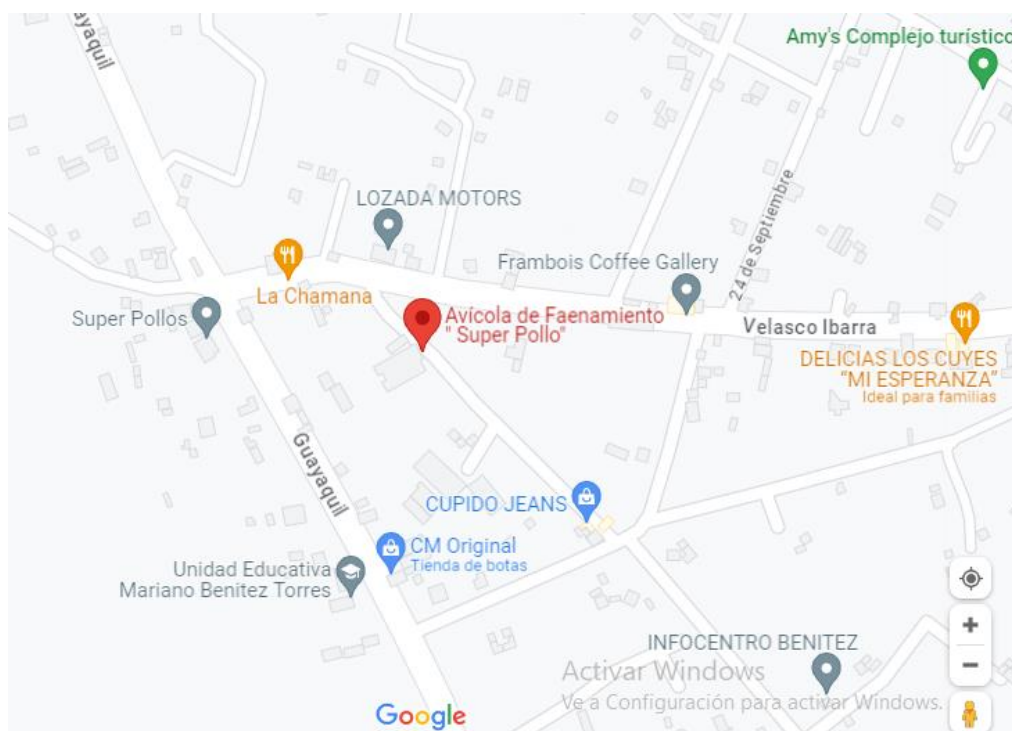 ayaquil
Amy's Complejo turístico
LOZADA MOTORS
24 de Septiembre
Frambois Coffee Gallery
La Chamana
Super Pollos
Avícola de Faenamiento
" Super Pollo"
Velasco Ibarra
DELICIAS LOS CUYES
“MI ESPERANZA”
Ideal para familias
Guayaquil
CUPIDO JEANS
CM Original
Tienda de botas
Unidad Educativa
Mariano Benitez Torres
INFOCENTRO BENITEZ
Activar Windows
Ve a Configuración para activar Windows.
Google